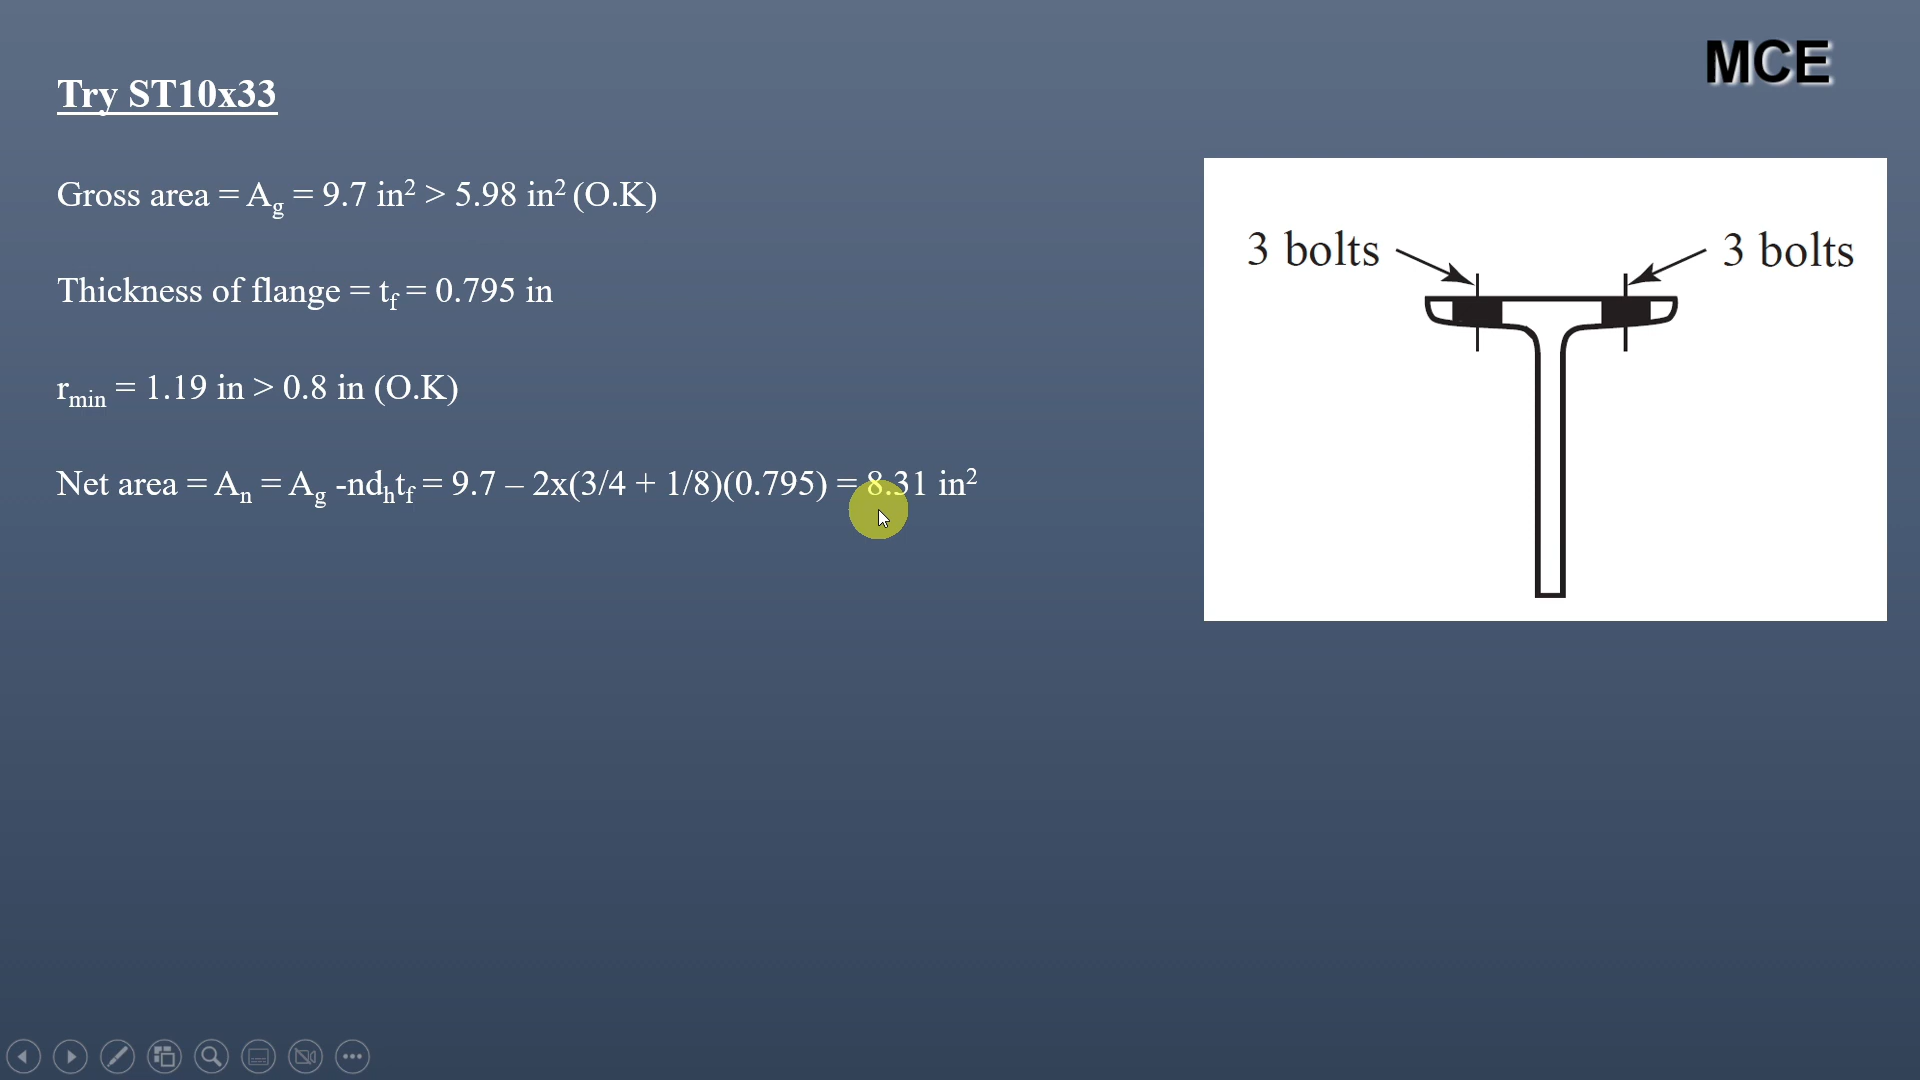 MCE
Try ST10x33
Gross area = Ag = 9.7 in² > 5.98 in² (O.K)
Thickness of flange = tf = 0.795 in
rmin = 1.19 in > 0.8 in (O.K)
Net area = An = Ag -ndhtf = 9.7 – 2x(3/4 + 1/8)(0.795) = 8.31 in²
3 bolts
3 bolts